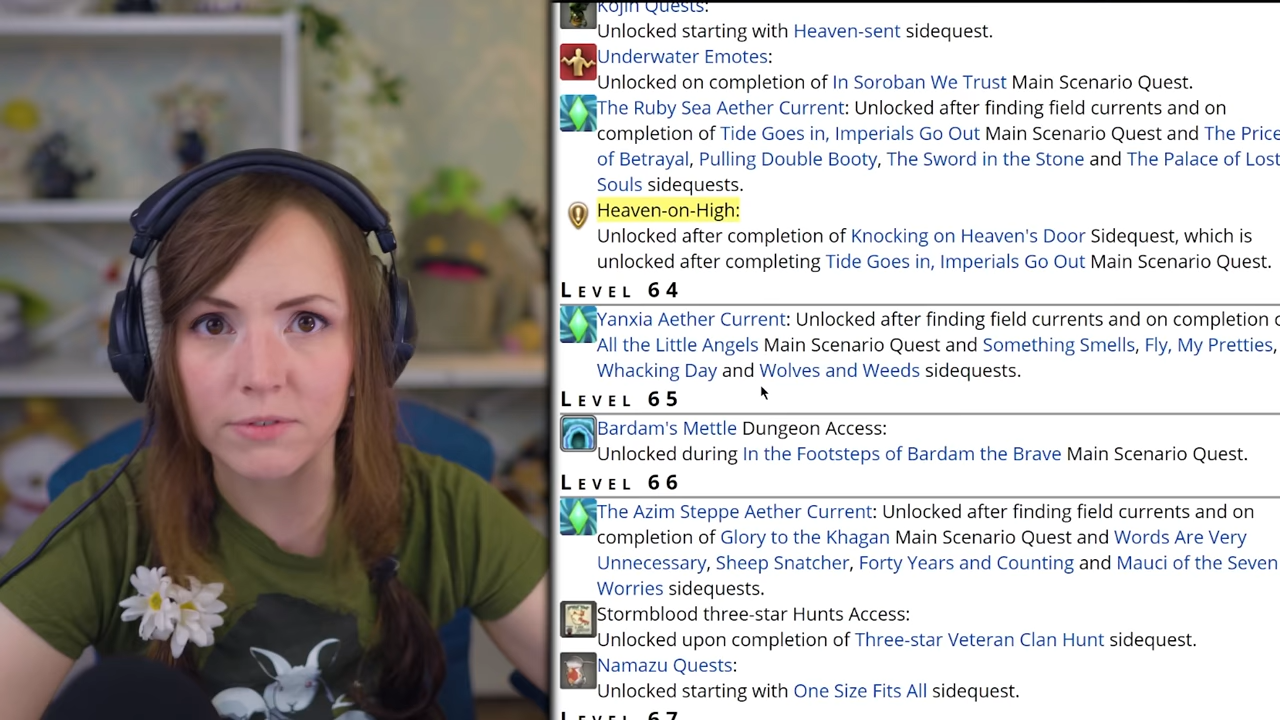 Kojin Quests:
Unlocked starting with Heaven-sent sidequest.
Underwater Emotes:
Unlocked on completion of In Soroban We Trust Main Scenario Quest.
The Ruby Sea Aether Current: Unlocked after finding field currents and on
completion of Tide Goes in, Imperials Go Out Main Scenario Quest and The Price
of Betrayal, Pulling Double Booty, The Sword in the Stone and The Palace of Lost
Souls sidequests.
Heaven-on-High:
Unlocked after completion of Knocking on Heaven's Door Sidequest, which is
unlocked after completing Tide Goes in, Imperials Go Out Main Scenario Quest.
LEVEL 64
Yanxia Aether Current: Unlocked after finding field currents and on completion
All the Little Angels Main Scenario Quest and Something Smells, Fly, My Pretties,
Whacking Day and Wolves and Weeds sidequests.
LEVEL 65
Bardam's Mettle Dungeon Access:
Unlocked during In the Footsteps of Bardam the Brave Main Scenario Quest.
LEVEL 66
The Azim Steppe Aether Current: Unlocked after finding field currents and on
completion of Glory to the Khagan Main Scenario Quest and Words Are Very
Unnecessary, Sheep Snatcher, Forty Years and Counting and Mauci of the Seven
Worries sidequests.
Stormblood three-star Hunts Access:
Unlocked upon completion of Three-star Veteran Clan Hunt sidequest.
Namazu Quests:
Unlocked starting with One Size Fits All sidequest.
LEVEL 67